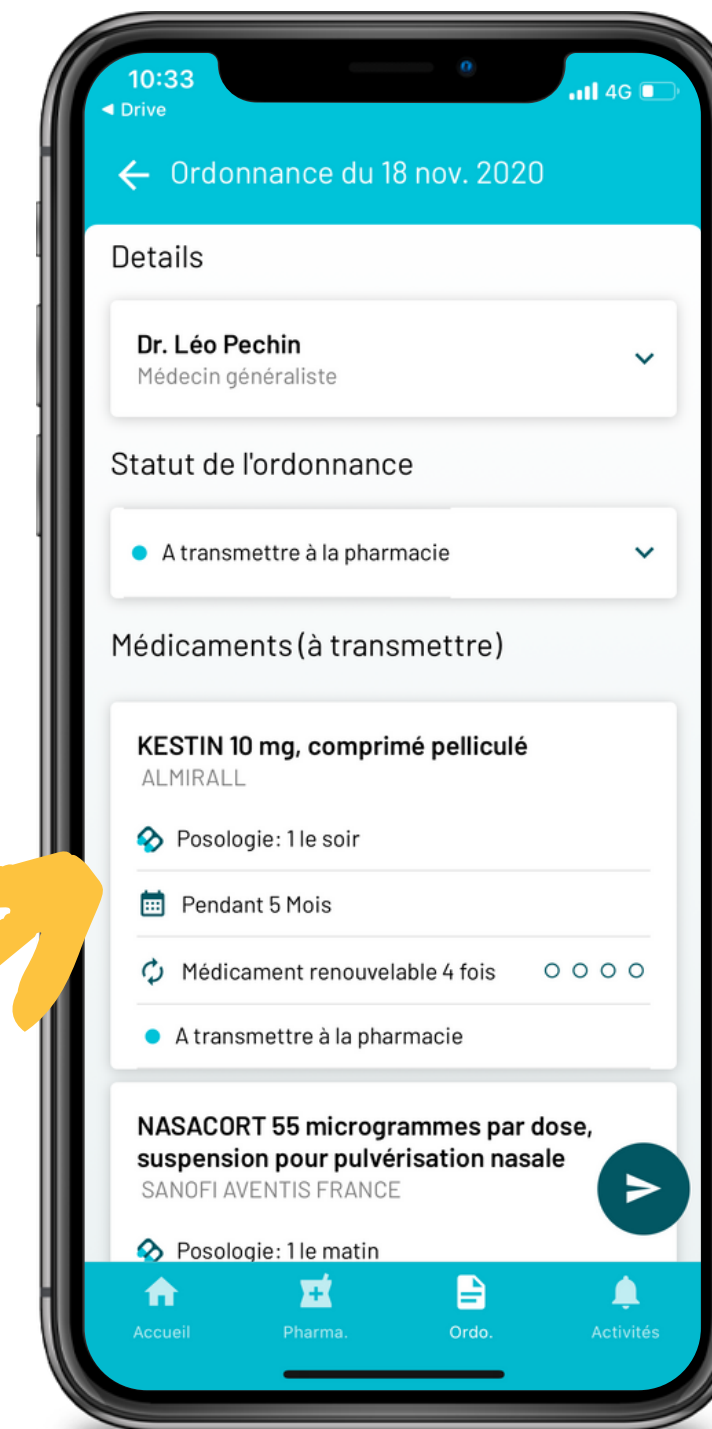 10:33
4G
◀ Drive
Ordonnance du 18 nov. 2020
Details
Dr. Léo Pechin
Médecin généraliste
Statut de l'ordonnance
A transmettre à la pharmacie
Médicaments (à transmettre)
KESTIN 10 mg, comprimé pelliculé
ALMIRALL
Posologie: 1 le soir
Pendant 5 Mois
Médicament renouvelable 4 fois
A transmettre à la pharmacie
NASACORT 55 microgrammes par dose,
suspension pour pulvérisation nasale
SANOFI AVENTIS FRANCE
Posologie: 1 le matin
Accueil
Pharma.
Ordo.
Activités